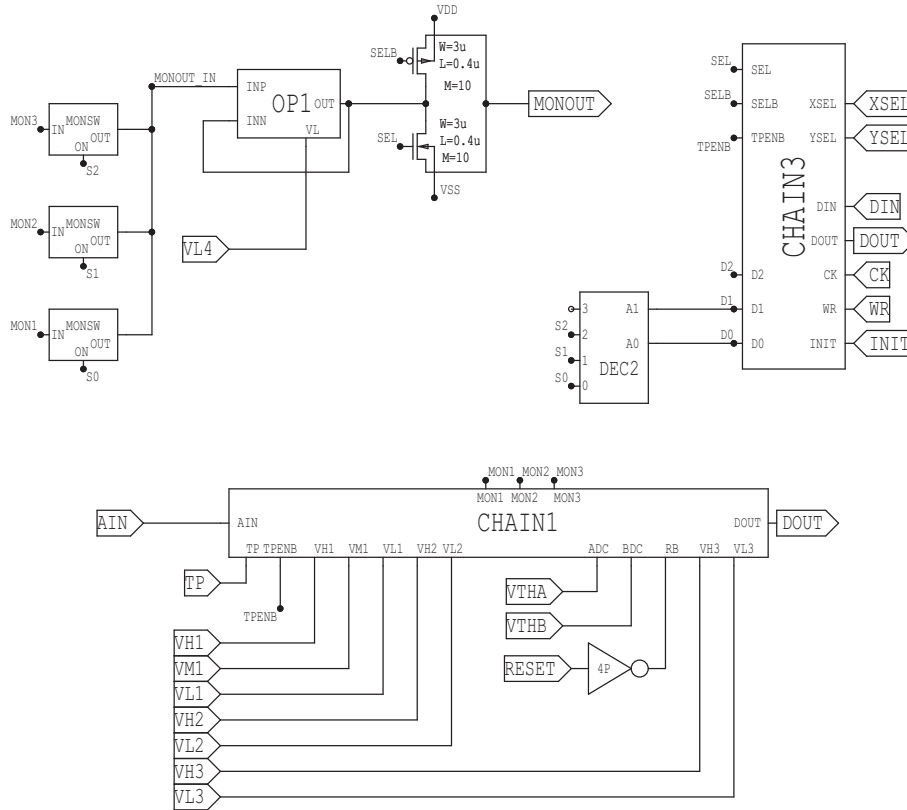 VDD
SELB
W=3u
L=0.4u
M=10
MONOUT_IN
INP
OP1
OUT
INN
VL
MONOUT
W=3u
L=0.4u
M=10
SEL
VSS
VL4
MON3
IN
MONSW
OUT
ON
S2
MON2
IN
MONSW
OUT
ON
S1
MON1
IN
MONSW
OUT
ON
S0
SEL
SEL
SELB
SELB
TPENB
TPENB
CHAIN3
XSEL
XSEL
YSEL
YSEL
DIN
DIN
DOUT
DOUT
CK
CK
WR
WR
INIT
INIT
D2
D2
D1
D1
D0
D0
3
A1
S2
2
S1
1
A0
S0
0
DEC2
MON1 MON2 MON3
MON1 MON2 MON3
AIN
AIN
CHAIN1
DOUT
DOUT
TP TPENB VH1 VM1 VL1 VH2 VL2 ADC BDC RB VH3 VL3
TP
TPENB
VTHA
VTHB
RESET
4P
VH1
VM1
VL1
VH2
VL2
VH3
VL3